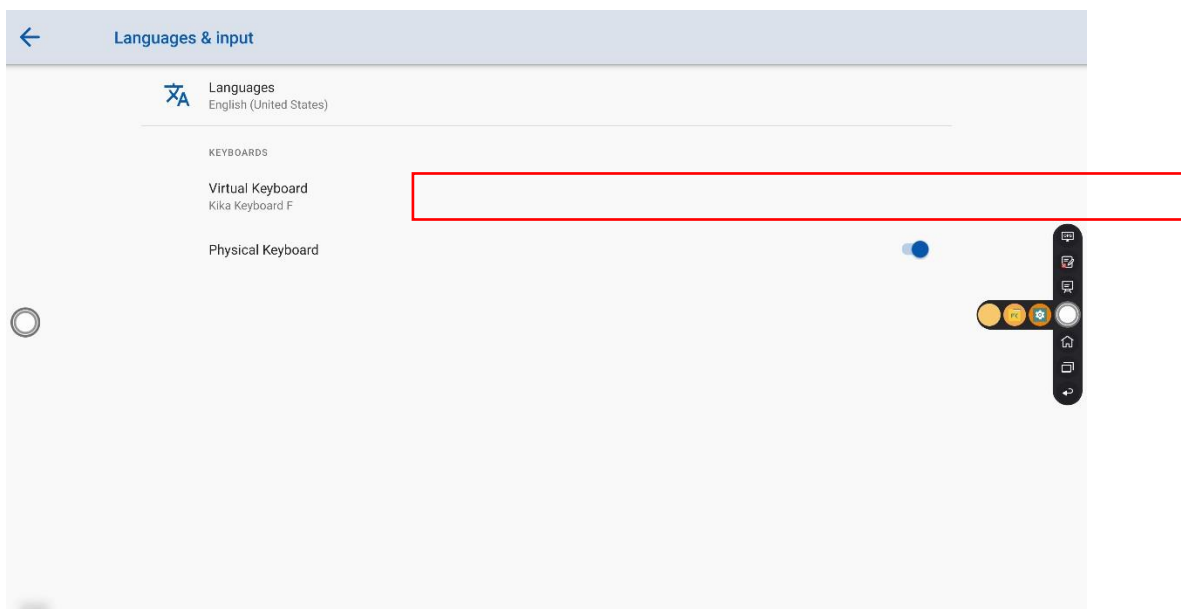 Languages & input
Languages
English (United States)
KEYBOARDS
Virtual Keyboard
Kika Keyboard F
Physical Keyboard